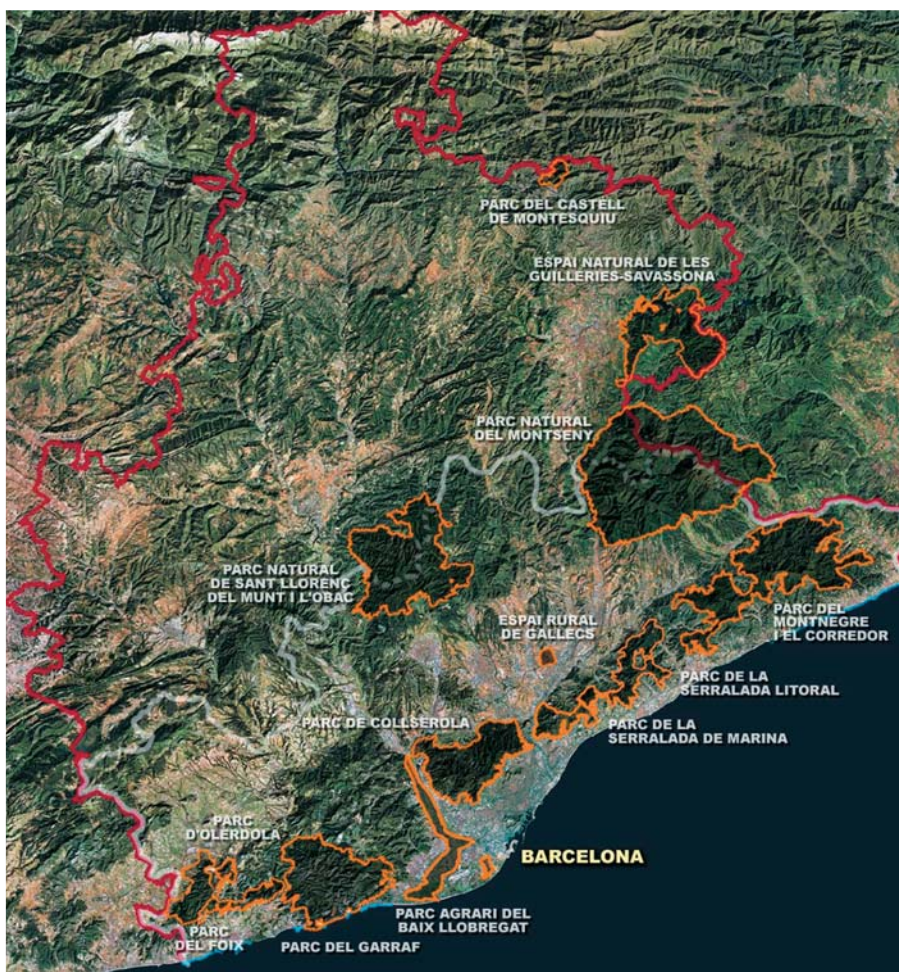 PARC DEL CASTELL
DE MONTESQUIU
ESPAI NATURAL DE LES
GUILLERIES-SAVASSONA
PARC NATURAL
DEL MONTSENY
PARC NATURAL
DE SANT LLORENÇ
DEL MUNT I L'OBAC
ESPAI RURAL
DE GALLECS
PARC DEL
MONTNEGRE
I EL CORREDOR
PARC DE LA
SERRALADA LITORAL
PARC DE COLLSEROLA
PARC DE LA
SERRALADA DE MARINA
PARC
D'OLERDOLA
BARCELONA
PARC
DEL FOIX
PARC DEL GARRAF
PARC AGRARI DEL
BAIX LLOBREGAT